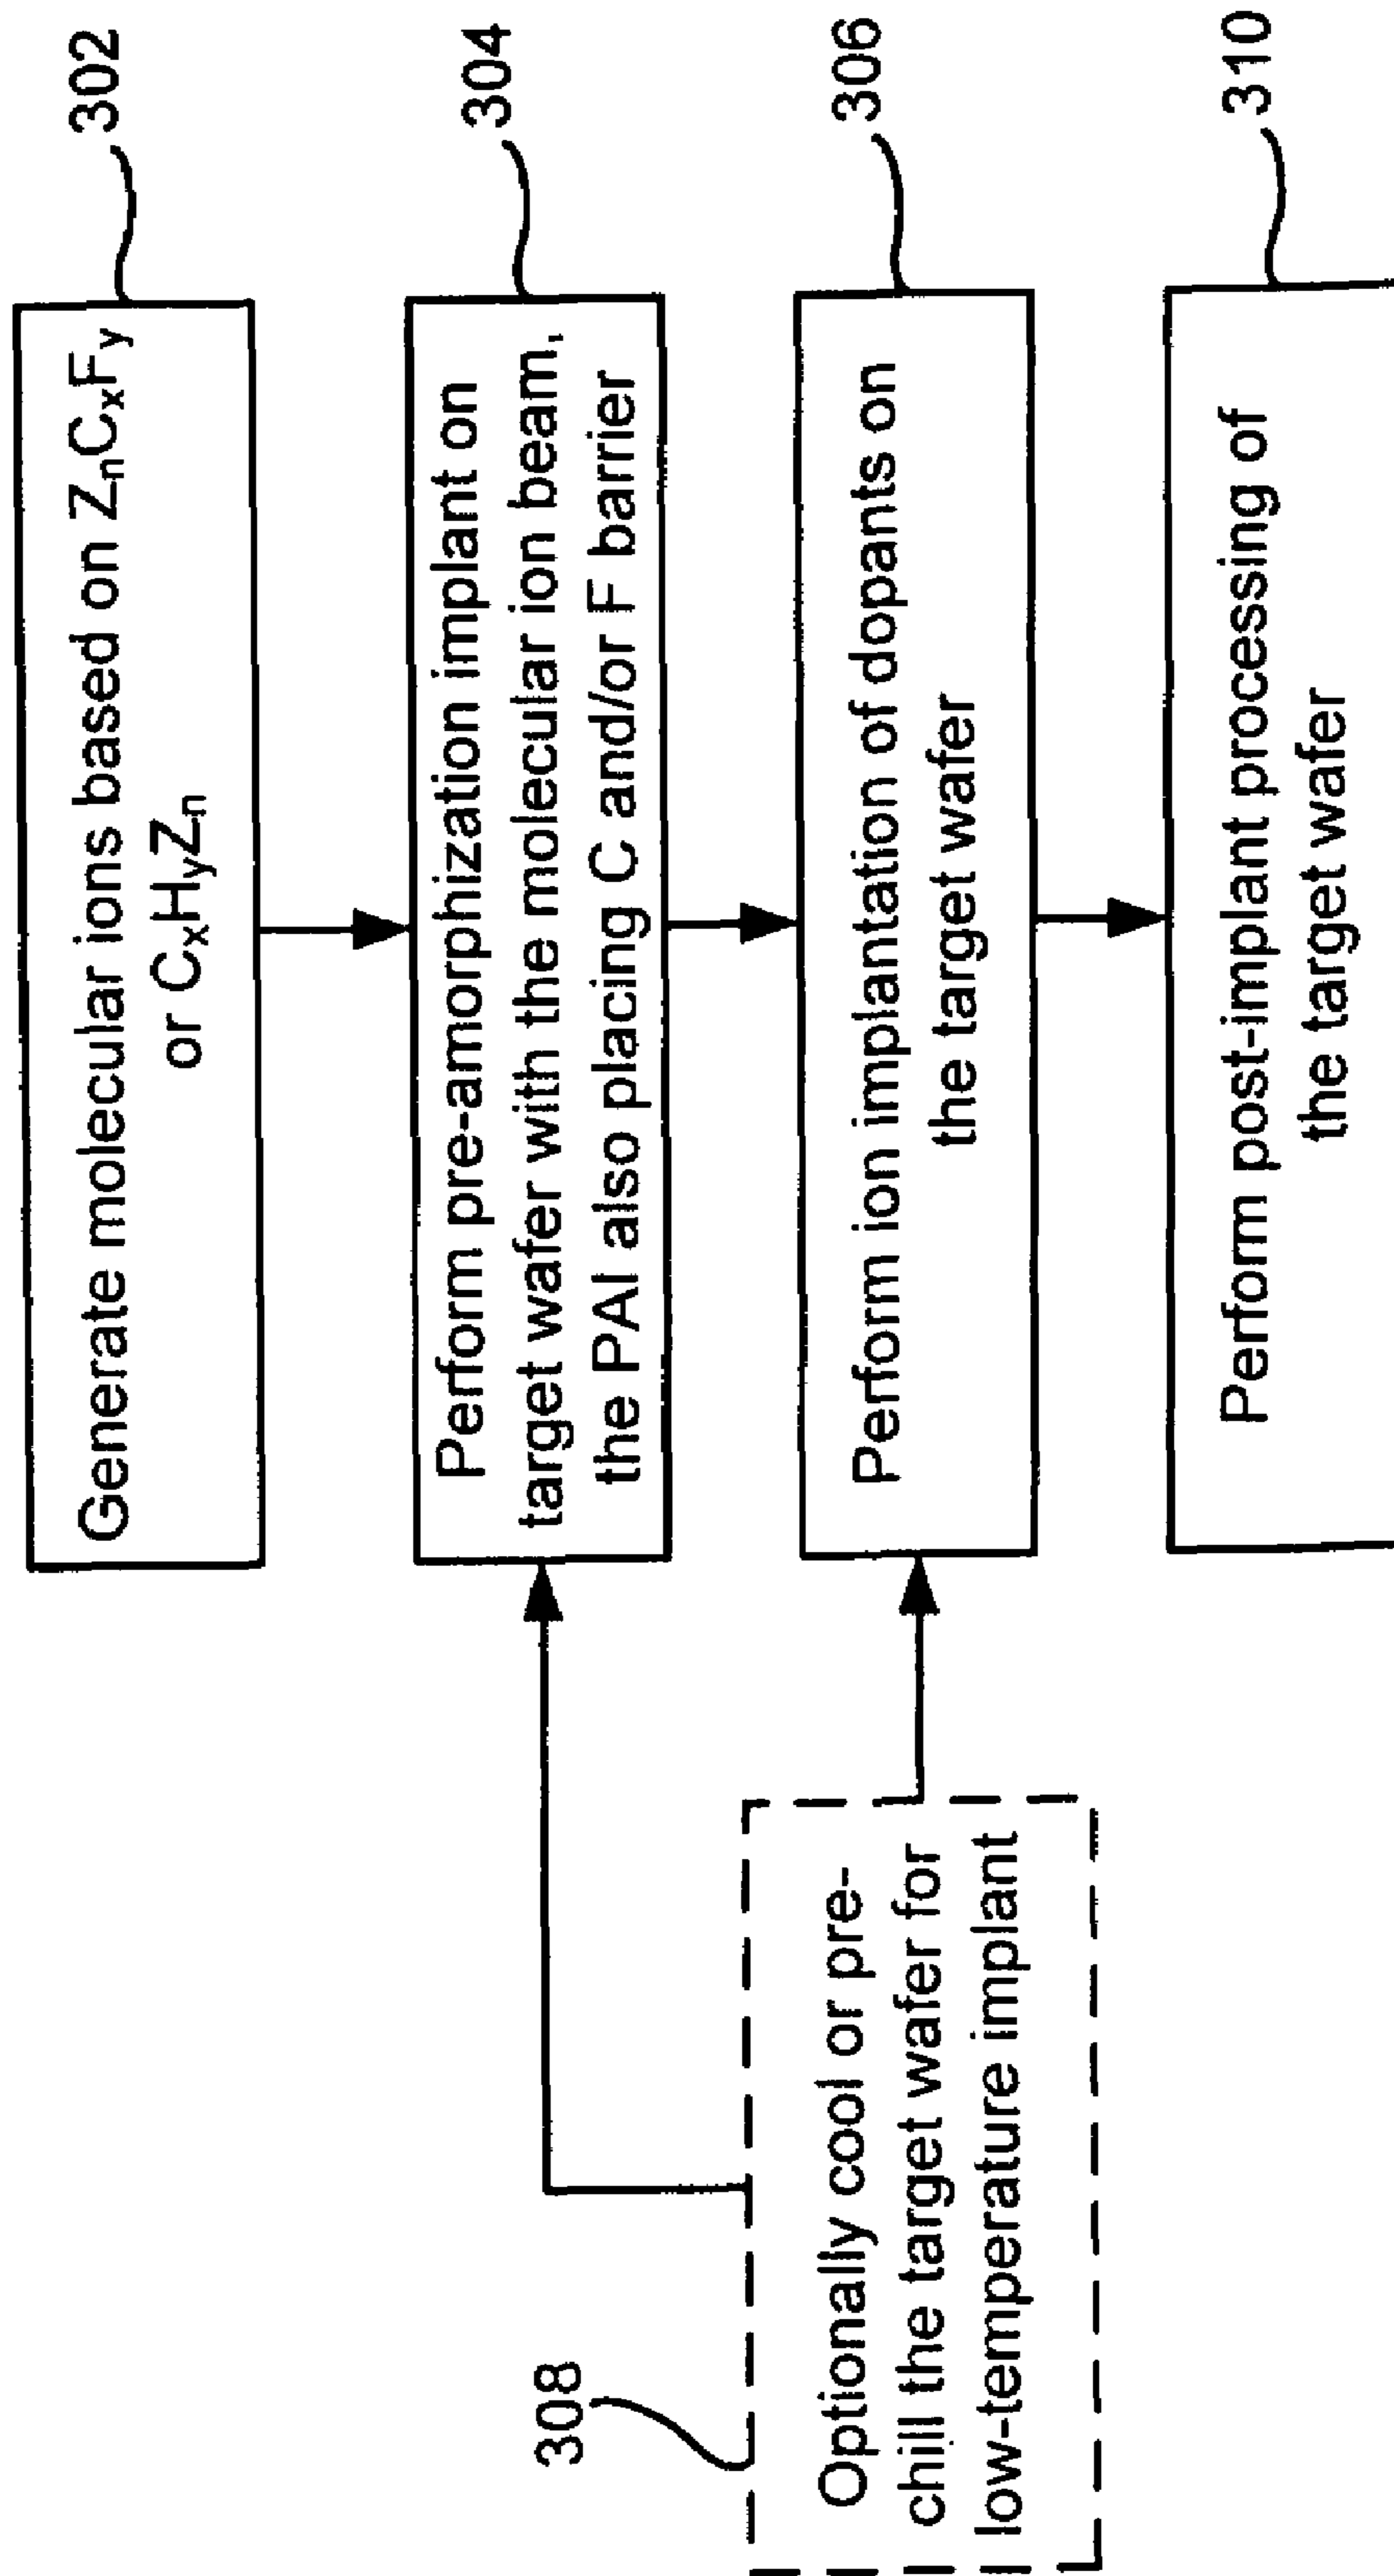 Generate molecular ions based on ZₙCₓFᵧ
or CₓHᵧZₙ
302
Perform pre-amorphization implant on
target wafer with the molecular ion beam,
the PAI also placing C and/or F barrier
304
Perform ion implantation of dopants on
the target wafer
306
308
Optionally cool or pre-
chill the target wafer for
low-temperature implant
Perform post-implant processing of
the target wafer
310